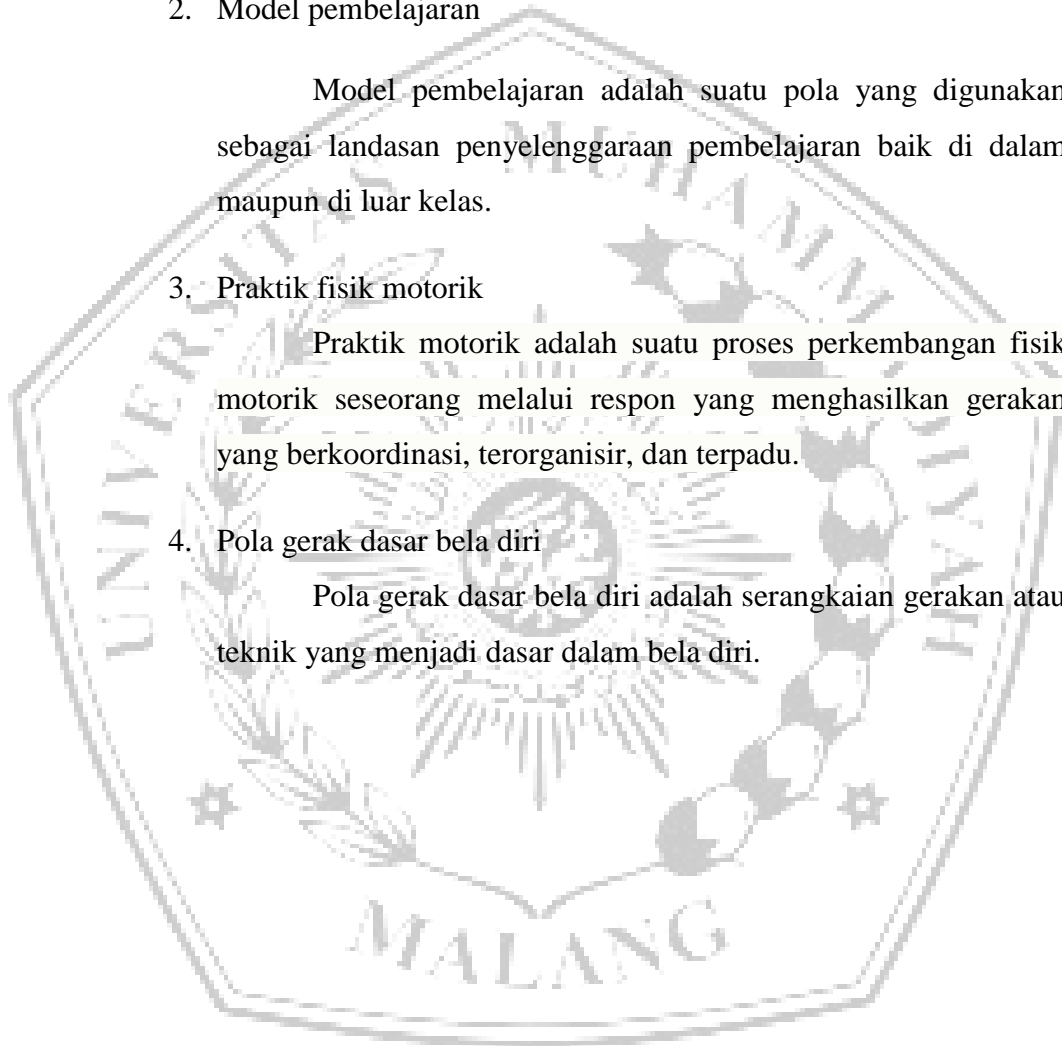 2. Model pembelajaran
Model pembelajaran adalah suatu pola yang digunakan
sebagai landasan penyelenggaraan pembelajaran baik di dalam
maupun di luar kelas.
3. Praktik fisik motorik
Praktik motorik adalah suatu proses perkembangan fisik
motorik seseorang melalui respon yang menghasilkan gerakan
yang berkoordinasi, terorganisir, dan terpadu.
4. Pola gerak dasar bela diri
Pola gerak dasar bela diri adalah serangkaian gerakan atau
teknik yang menjadi dasar dalam bela diri.
UNIVERSITAS MUHAMMADIYAH
MALANG